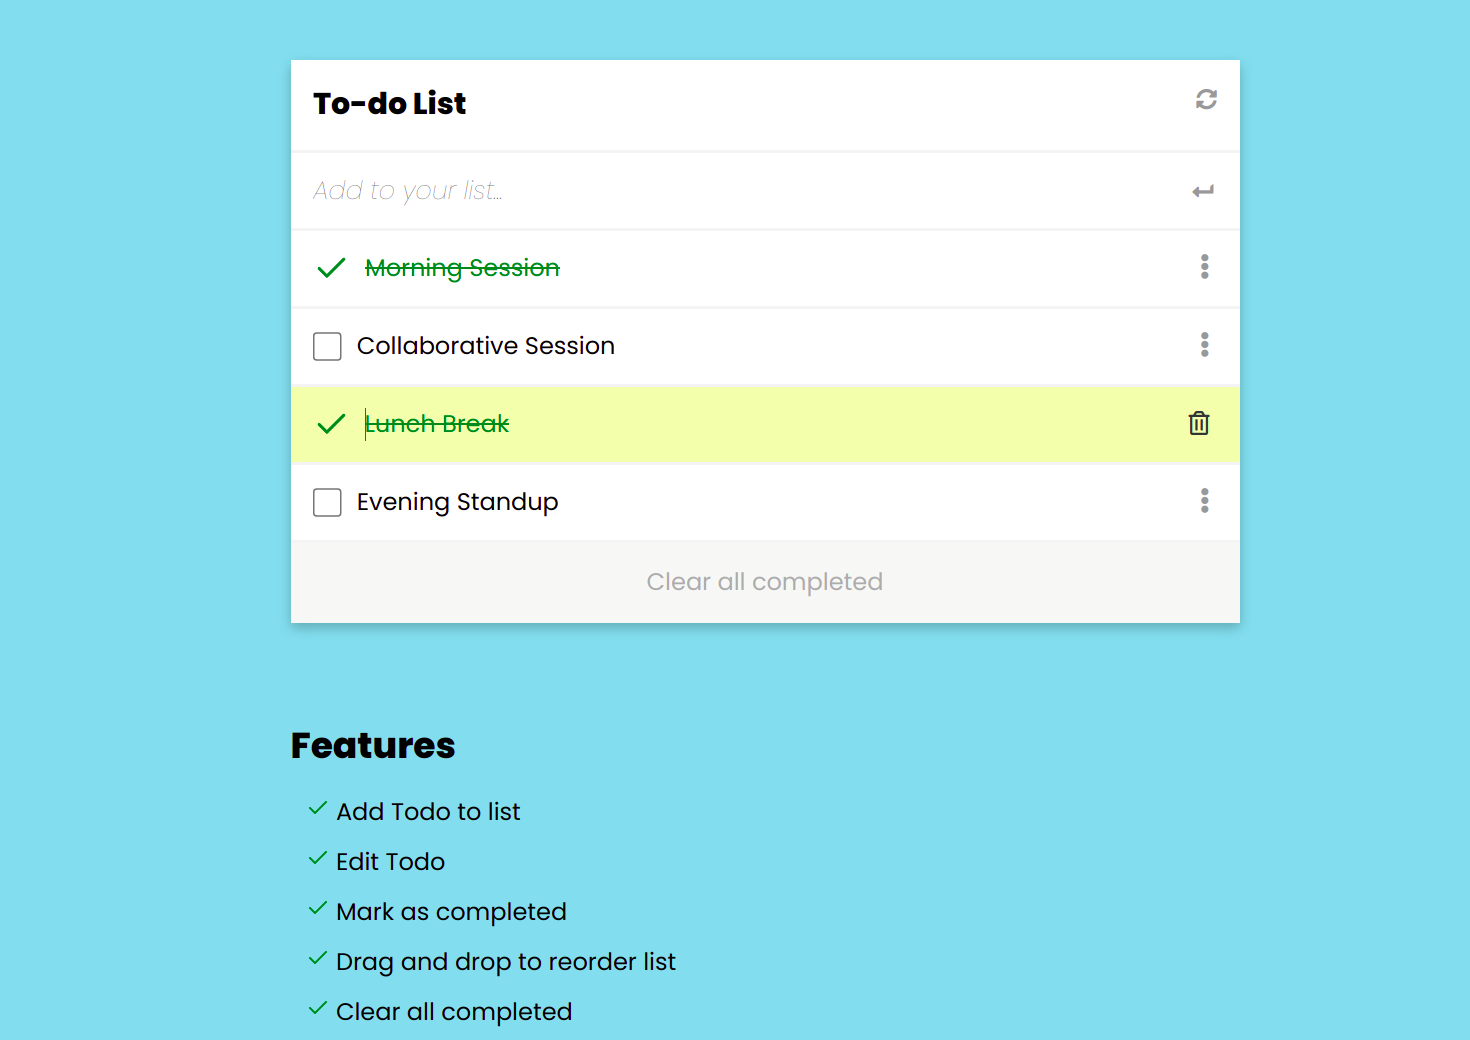 To-do List
Add to your list...
Morning Session
Collaborative Session
Lunch Break
Evening Standup
Clear all completed
Features
Add Todo to list
Edit Todo
Mark as completed
Drag and drop to reorder list
Clear all completed